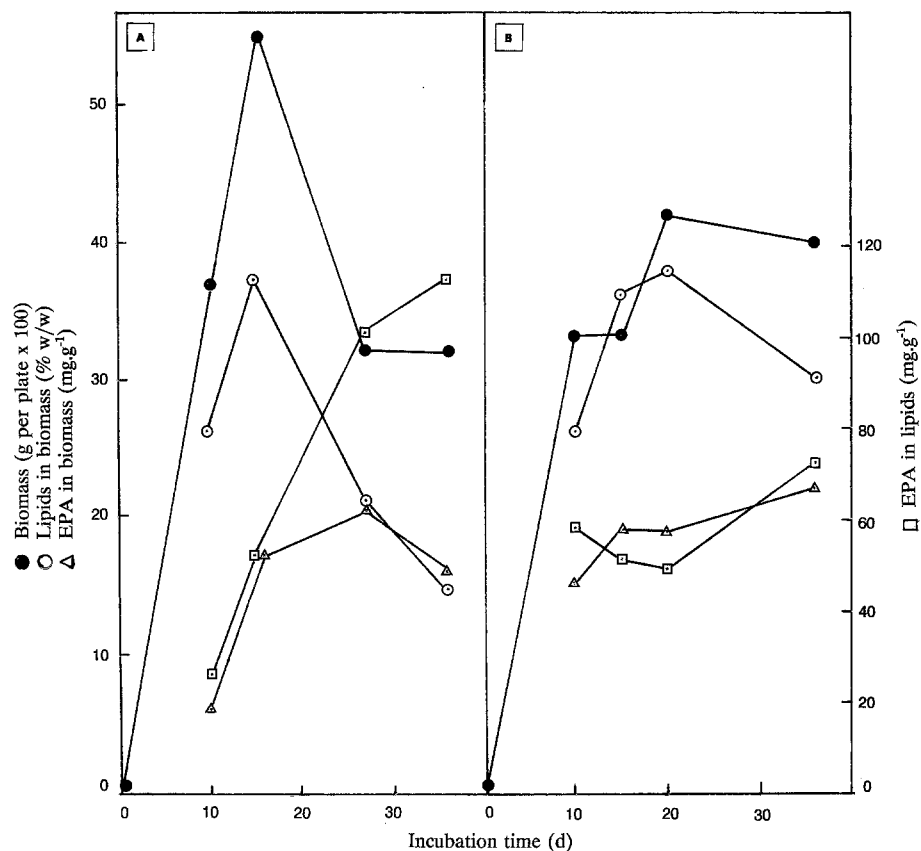 A
B
50
40
30
20
10
0
120
100
80
60
40
20
0
● Biomass (g per plate x 100)
⊙ Lipids in biomass (% w/w)
△ EPA in biomass (mg.g⁻¹)
□ EPA in lipids (mg.g⁻¹)
0 10 20 30 0 10 20 30
Incubation time (d)